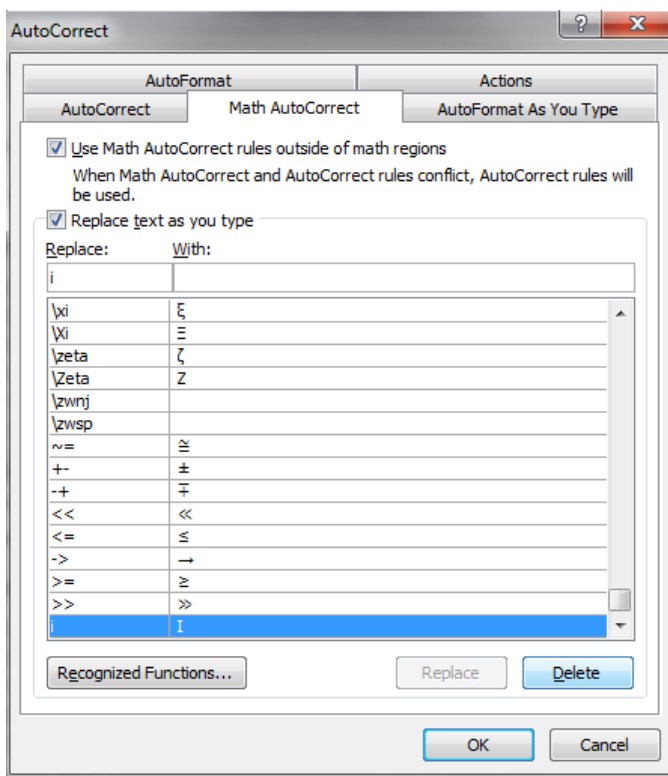 AutoCorrect
?
AutoFormat Actions
AutoCorrect Math AutoCorrect AutoFormat As You Type
Use Math AutoCorrect rules outside of math regions
When Math AutoCorrect and AutoCorrect rules conflict, AutoCorrect rules will
be used.
Replace text as you type
Replace: With:
i
\xi ξ
\Xi Ξ
\zeta ζ
\Zeta Ζ
\zwnj
\zwsp
~= ≅
+- ±
-+ ∓
<< ≪
<= ≤
-> →
>= ≥
>> ≫
i I
Recognized Functions... Replace Delete
OK Cancel